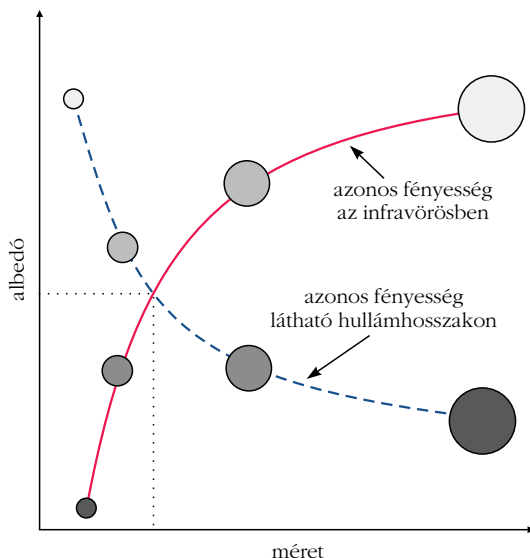 azonos fényesség
az infravörösben
azonos fényesség
látható hullámhosszakon
albedó
méret